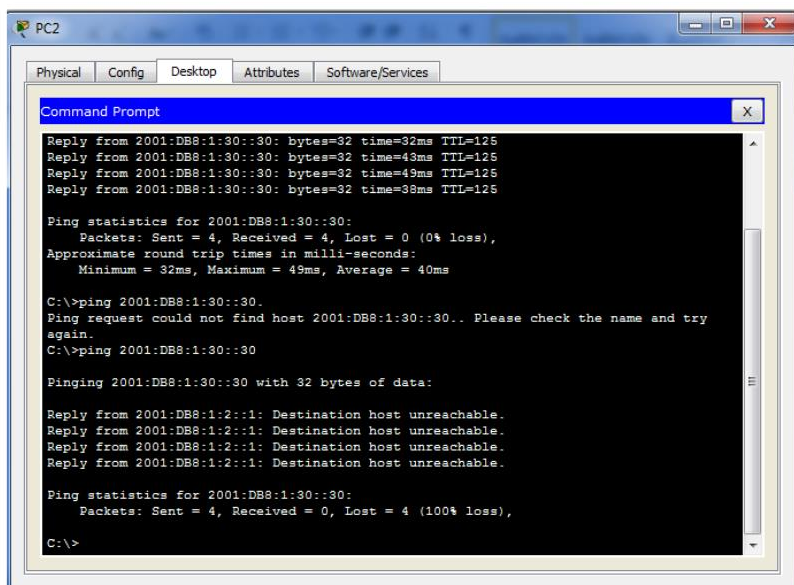 PC2
Physical Config Desktop Attributes Software/Services
Command Prompt X
Reply from 2001:DB8:1:30::30: bytes=32 time=32ms TTL=125
Reply from 2001:DB8:1:30::30: bytes=32 time=43ms TTL=125
Reply from 2001:DB8:1:30::30: bytes=32 time=49ms TTL=125
Reply from 2001:DB8:1:30::30: bytes=32 time=38ms TTL=125
Ping statistics for 2001:DB8:1:30::30:
Packets: Sent = 4, Received = 4, Lost = 0 (0% loss),
Approximate round trip times in milli-seconds:
Minimum = 32ms, Maximum = 49ms, Average = 40ms
C:\>ping 2001:DB8:1:30::30.
Ping request could not find host 2001:DB8:1:30::30.. Please check the name and try
again.
C:\>ping 2001:DB8:1:30::30
Pinging 2001:DB8:1:30::30 with 32 bytes of data:
Reply from 2001:DB8:1:2::1: Destination host unreachable.
Reply from 2001:DB8:1:2::1: Destination host unreachable.
Reply from 2001:DB8:1:2::1: Destination host unreachable.
Reply from 2001:DB8:1:2::1: Destination host unreachable.
Ping statistics for 2001:DB8:1:30::30:
Packets: Sent = 4, Received = 0, Lost = 4 (100% loss),
C:\>